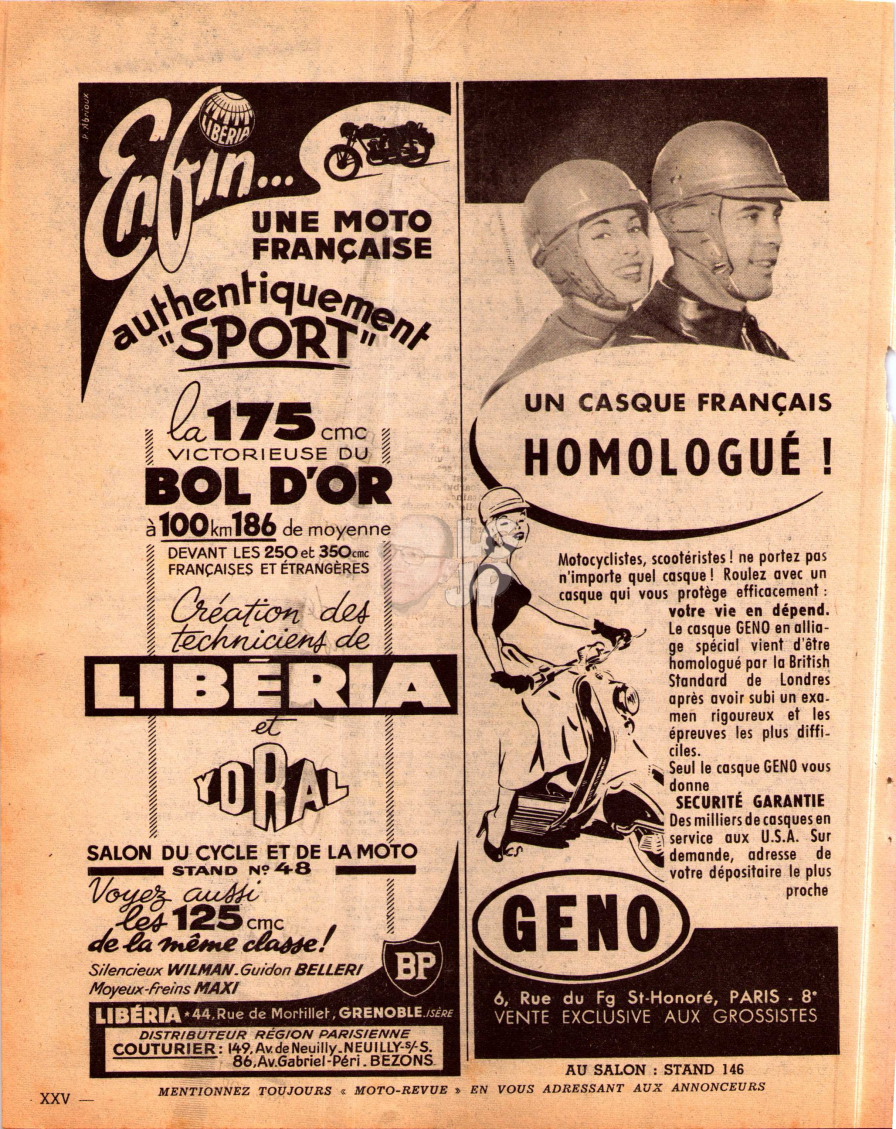 P. Abrioux
Enfin...
LIBÉRIA
UNE MOTO
FRANÇAISE
authentiquement
"SPORT"
la 175 cmc
VICTORIEUSE DU
BOL D'OR
à 100 km 186 de moyenne
DEVANT LES 250 et 350 cmc
FRANÇAISES ET ÉTRANGÈRES
Création des
techniciens de
LIBÉRIA
et
YORAL
SALON DU CYCLE ET DE LA MOTO
STAND Nº 48
Voyez aussi
les 125 cmc
de la même classe!
Silencieux WILMAN. Guidon BELLERI
Moyeux-freins MAXI
BP
LIBÉRIA * 44, Rue de Mortillet, GRENOBLE. ISÈRE
DISTRIBUTEUR RÉGION PARISIENNE
COUTURIER : 149, Av. de Neuilly. NEUILLY-s/-S.
86, Av. Gabriel-Péri. BEZONS
UN CASQUE FRANÇAIS
HOMOLOGUÉ !
Motocyclistes, scootéristes ! ne portez pas
n'importe quel casque ! Roulez avec un
casque qui vous protège efficacement :
votre vie en dépend.
Le casque GENO en allia-
ge spécial vient d'être
homologué par la British
Standard de Londres
après avoir subi un exa-
men rigoureux et les
épreuves les plus diffi-
ciles.
Seul le casque GENO vous
donne
SECURITÉ GARANTIE
Des milliers de casques en
service aux U.S.A. Sur
demande, adresse de
votre dépositaire le plus
proche
GENO
6, Rue du Fg St-Honoré, PARIS - 8e
VENTE EXCLUSIVE AUX GROSSISTES
AU SALON : STAND 146
XXV —
MENTIONNEZ TOUJOURS « MOTO-REVUE » EN VOUS ADRESSANT AUX ANNONCEURS